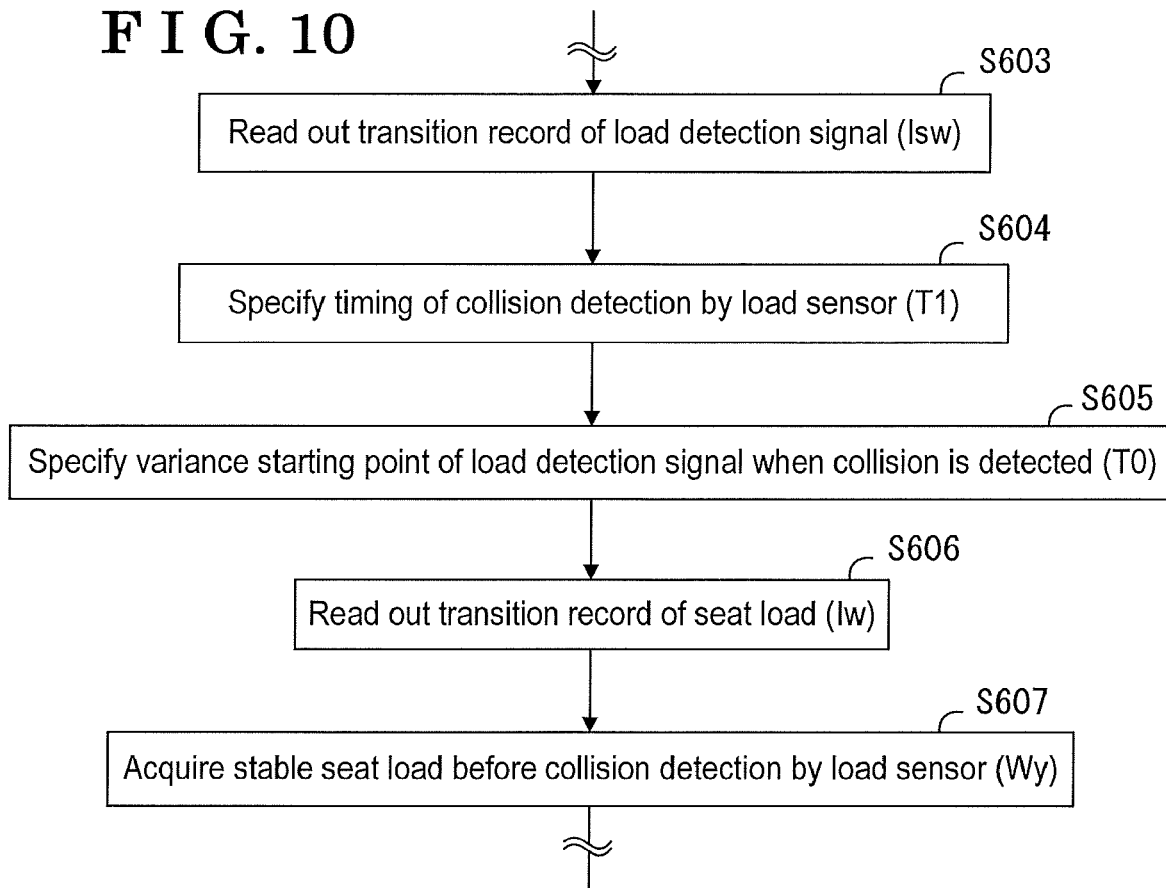 FIG. 10
S603
Read out transition record of load detection signal (Isw)
S604
Specify timing of collision detection by load sensor (T1)
S605
Specify variance starting point of load detection signal when collision is detected (T0)
S606
Read out transition record of seat load (Iw)
S607
Acquire stable seat load before collision detection by load sensor (Wy)